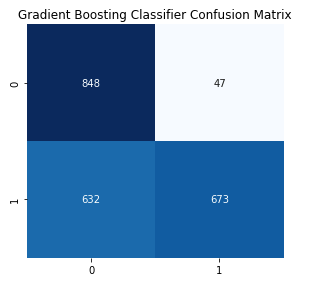 Gradient Boosting Classifier Confusion Matrix
0 848 47
1 632 673
0 1